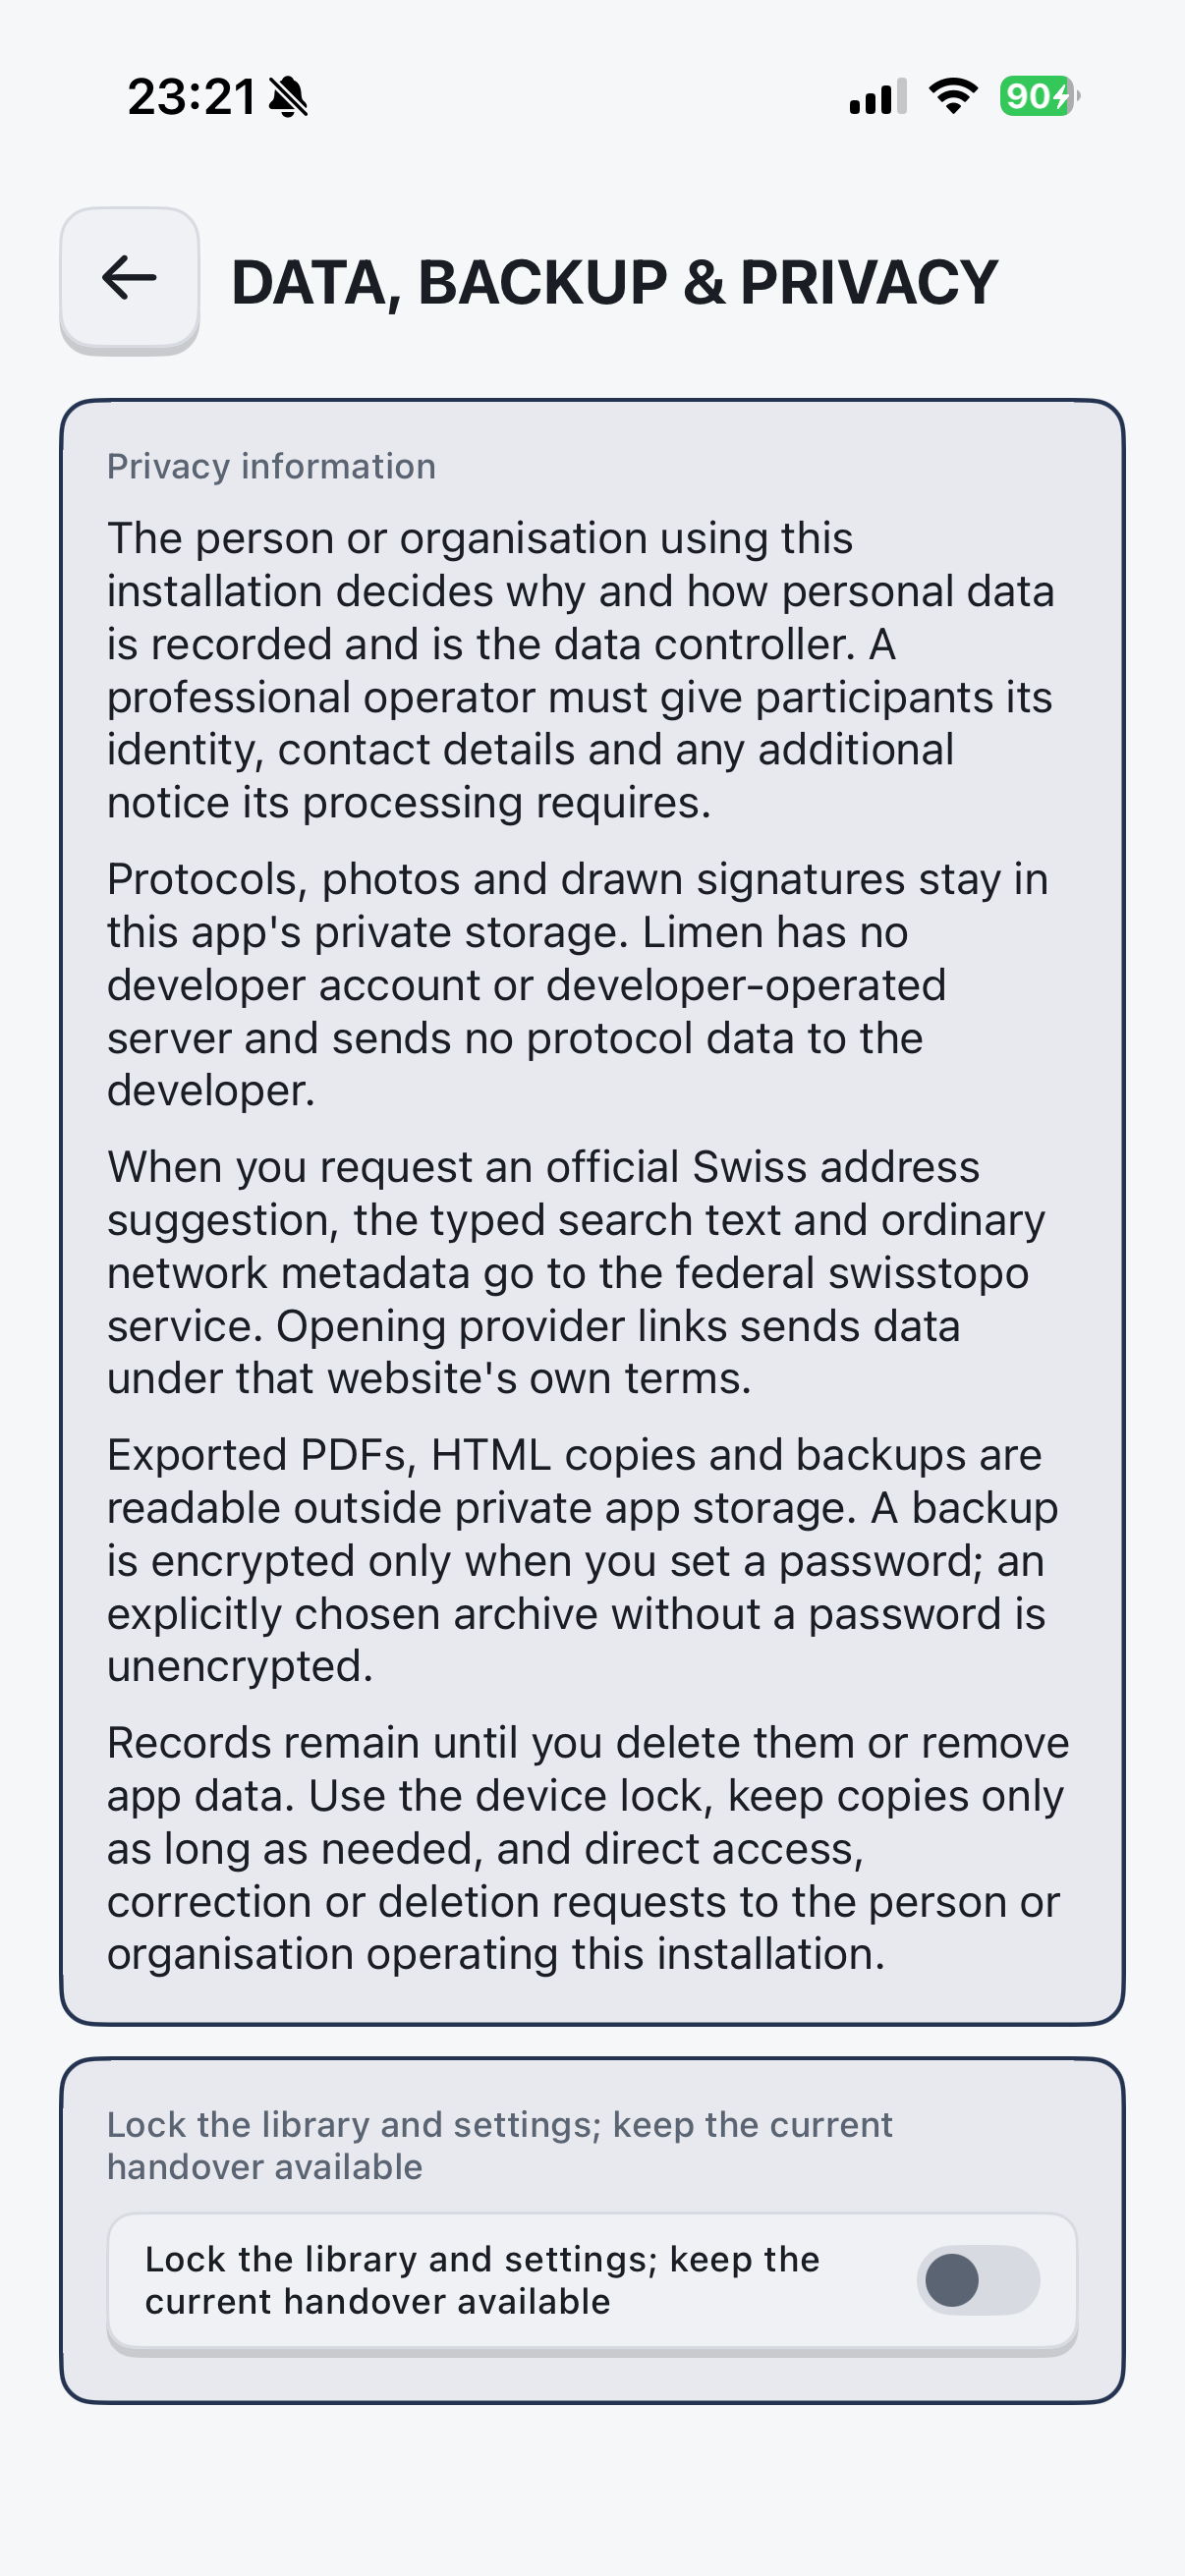 23:21
90
DATA, BACKUP & PRIVACY
Privacy information
The person or organisation using this
installation decides why and how personal data
is recorded and is the data controller. A
professional operator must give participants its
identity, contact details and any additional
notice its processing requires.
Protocols, photos and drawn signatures stay in
this app's private storage. Limen has no
developer account or developer-operated
server and sends no protocol data to the
developer.
When you request an official Swiss address
suggestion, the typed search text and ordinary
network metadata go to the federal swisstopo
service. Opening provider links sends data
under that website's own terms.
Exported PDFs, HTML copies and backups are
readable outside private app storage. A backup
is encrypted only when you set a password; an
explicitly chosen archive without a password is
unencrypted.
Records remain until you delete them or remove
app data. Use the device lock, keep copies only
as long as needed, and direct access,
correction or deletion requests to the person or
organisation operating this installation.
Lock the library and settings; keep the current
handover available
Lock the library and settings; keep the
current handover available